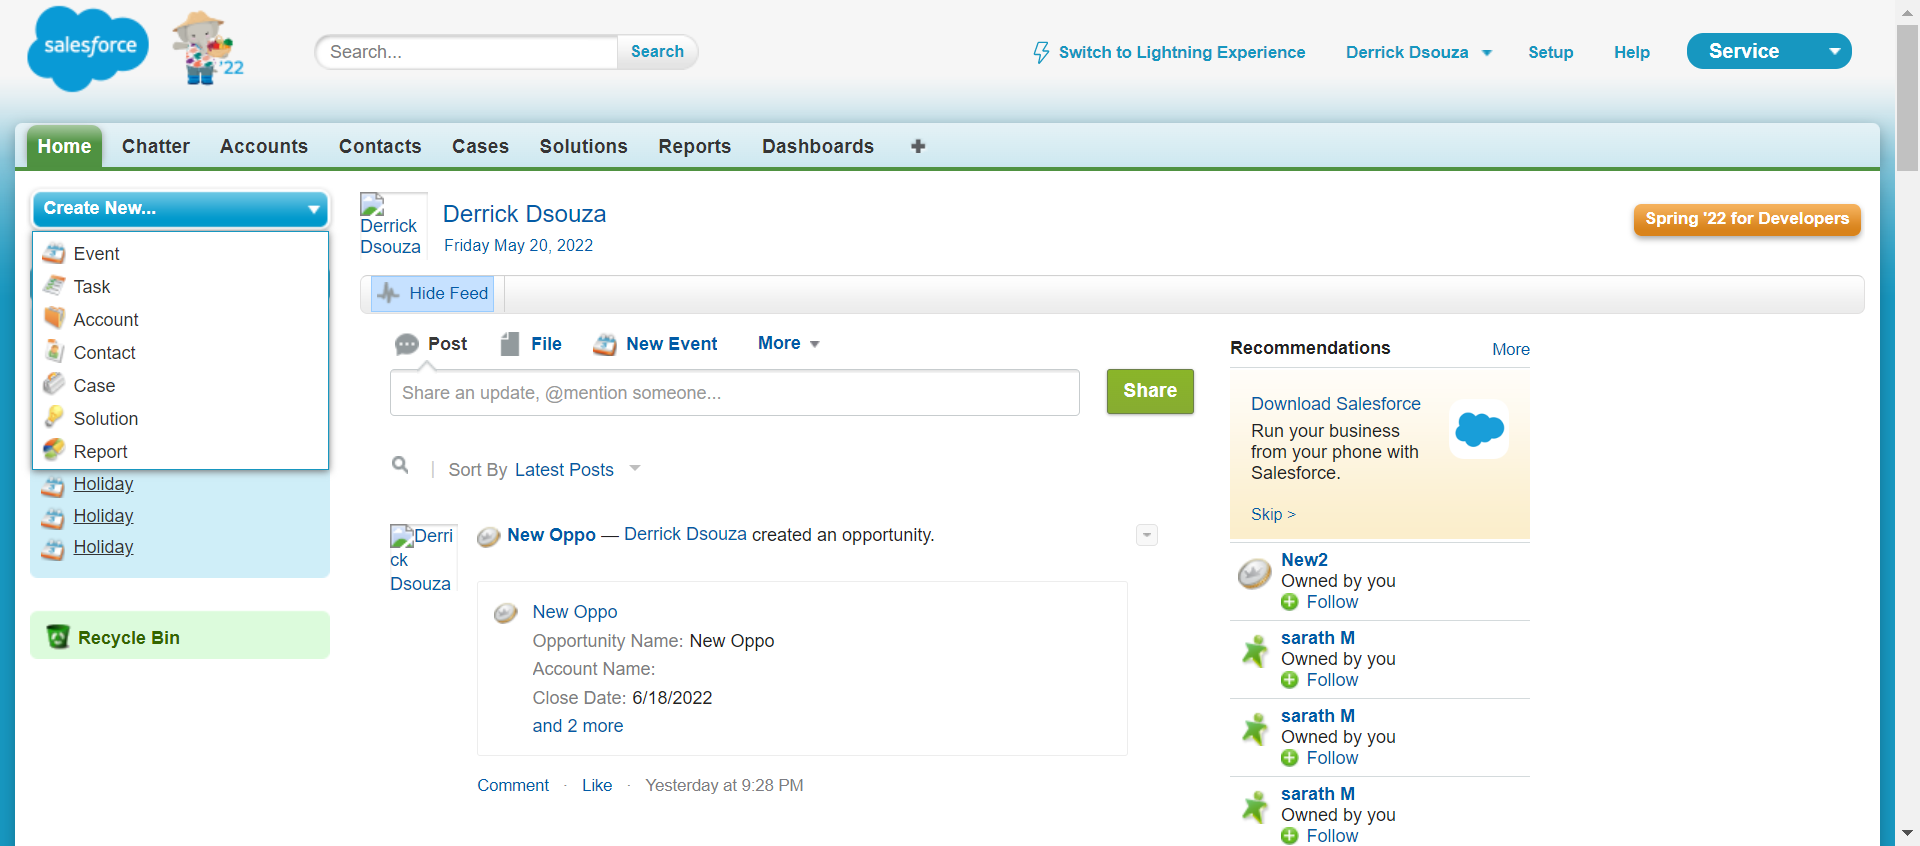 salesforce
'22
Search...
Search
Switch to Lightning Experience
Derrick Dsouza
Setup
Help
Service
Home
Chatter
Accounts
Contacts
Cases
Solutions
Reports
Dashboards
Create New...
Event
Task
Account
Contact
Case
Solution
Report
Holiday
Holiday
Holiday
Recycle Bin
Derrick
Dsouza
Derrick Dsouza
Friday May 20, 2022
Spring '22 for Developers
Hide Feed
Post
File
New Event
More
Share an update, @mention someone...
Share
Sort By Latest Posts
Derri
ck
Dsouza
New Oppo — Derrick Dsouza created an opportunity.
New Oppo
Opportunity Name: New Oppo
Account Name:
Close Date: 6/18/2022
and 2 more
Comment · Like · Yesterday at 9:28 PM
Recommendations
More
Download Salesforce
Run your business
from your phone with
Salesforce.
Skip >
New2
Owned by you
Follow
sarath M
Owned by you
Follow
sarath M
Owned by you
Follow
sarath M
Owned by you
Follow